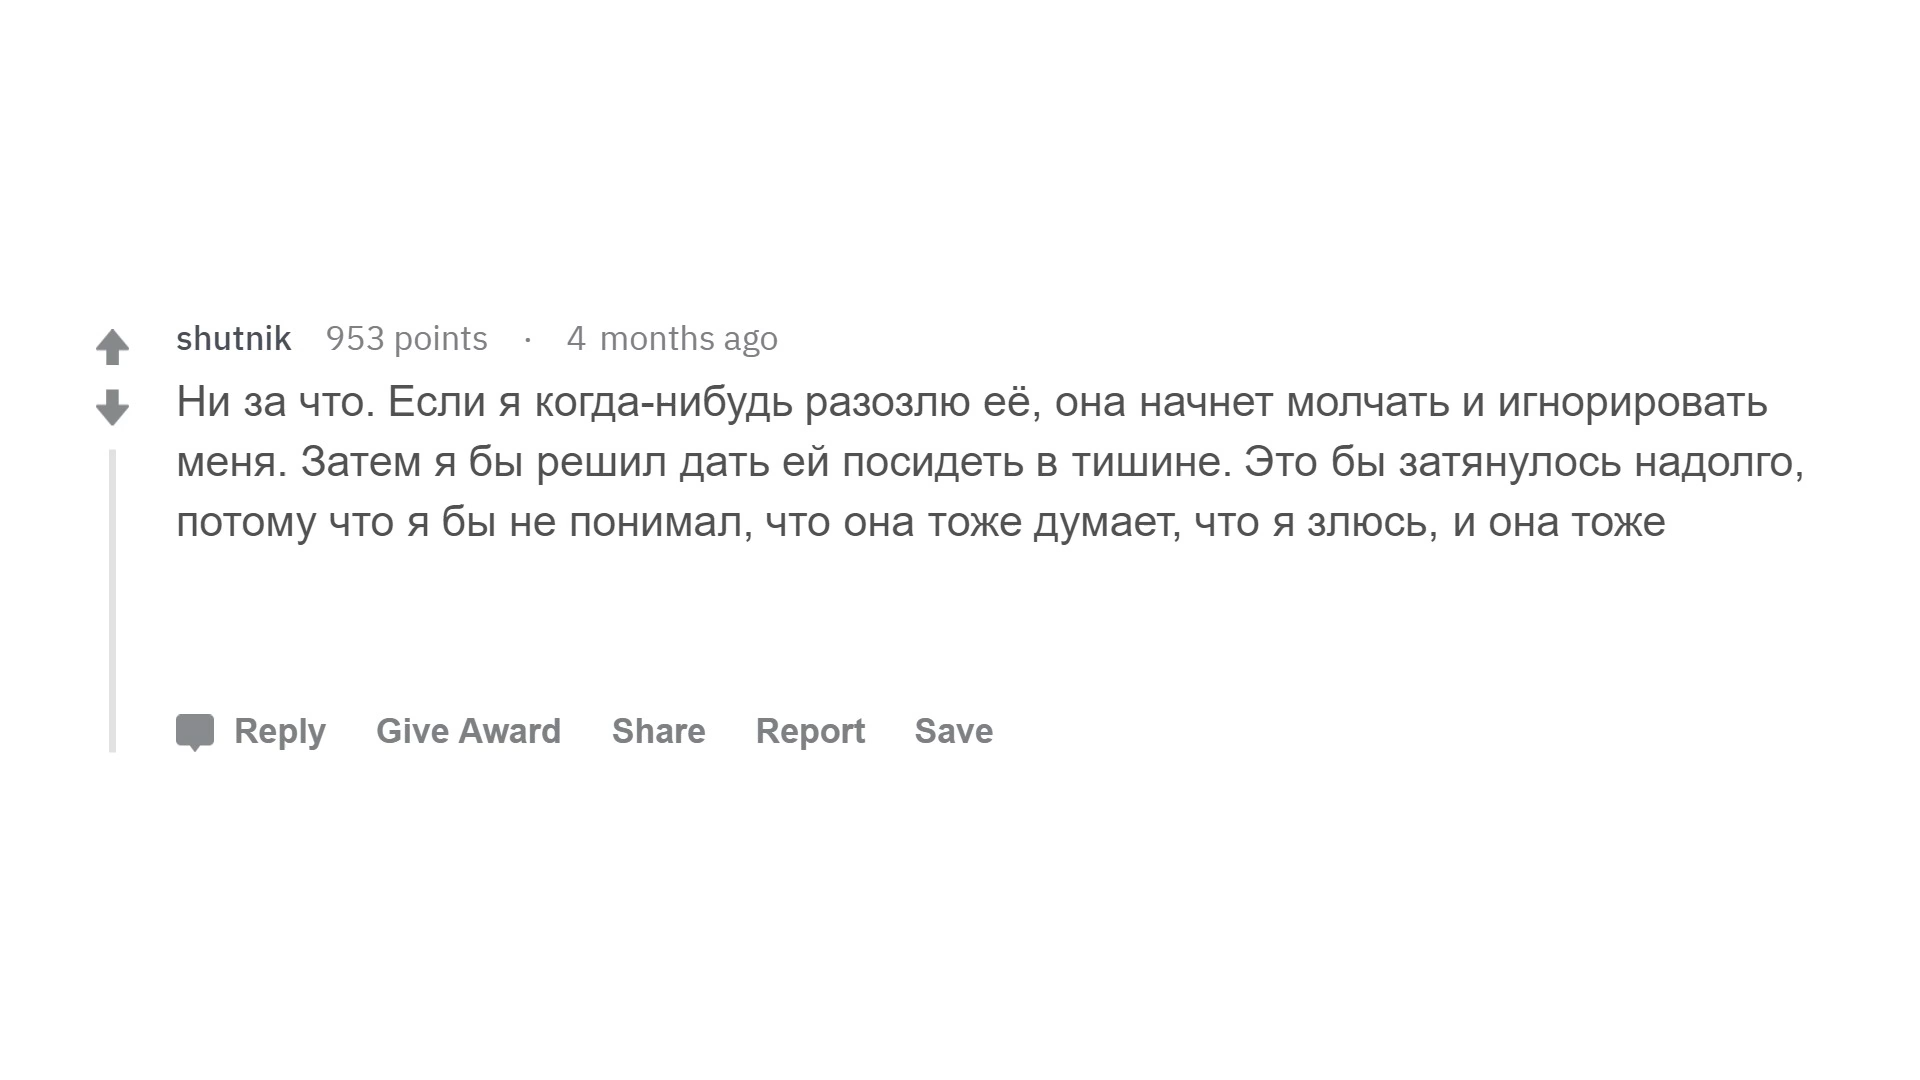 shutnik 953 points · 4 months ago
Ни за что. Если я когда-нибудь разозлю её, она начнет молчать и игнорировать
меня. Затем я бы решил дать ей посидеть в тишине. Это бы затянулось надолго,
потому что я бы не понимал, что она тоже думает, что я злюсь, и она тоже
Reply Give Award Share Report Save